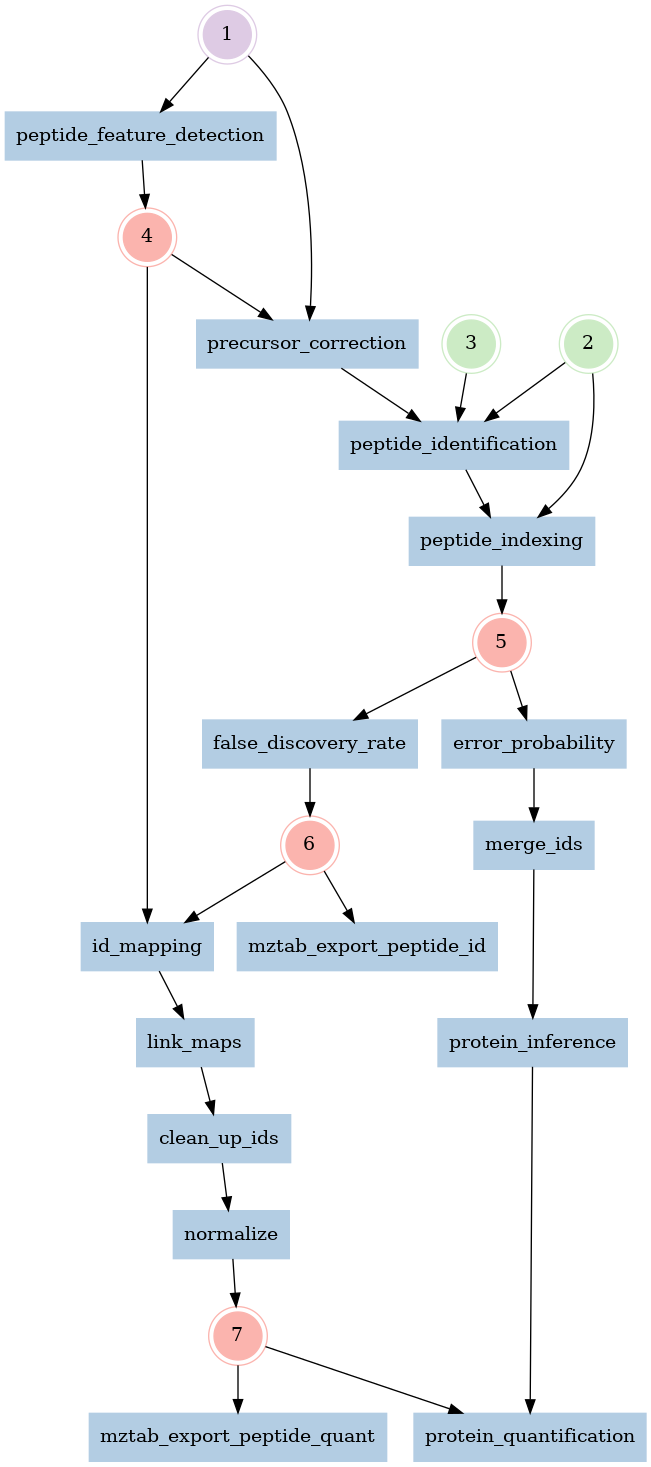 1
peptide_feature_detection
4
precursor_correction
3
2
peptide_identification
peptide_indexing
5
false_discovery_rate
error_probability
6
merge_ids
id_mapping
mztab_export_peptide_id
link_maps
protein_inference
clean_up_ids
normalize
7
mztab_export_peptide_quant
protein_quantification